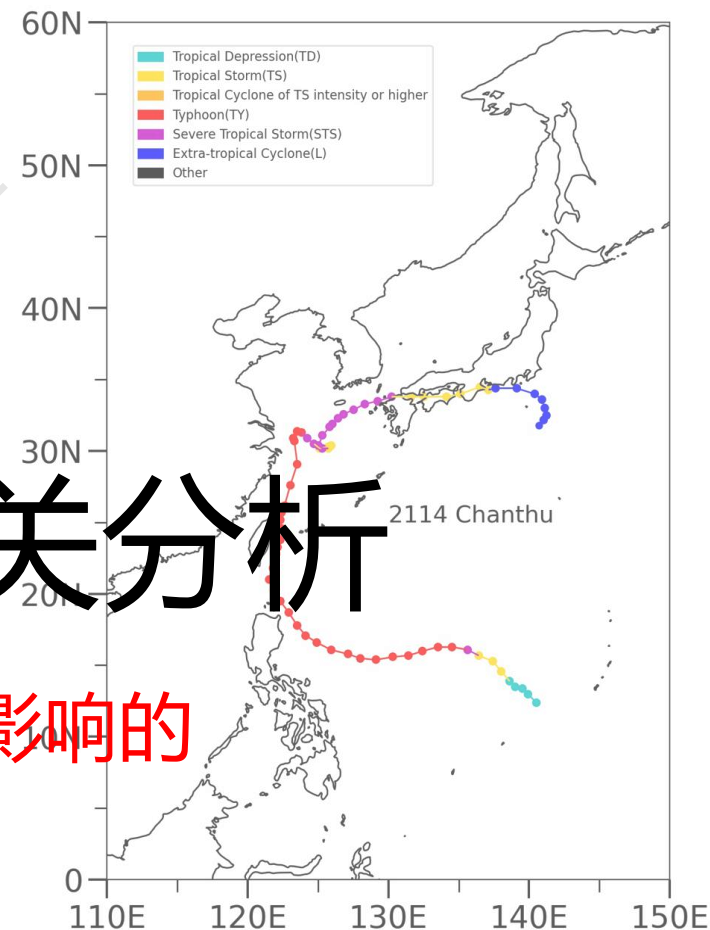 60N
Tropical Depression(TD)
Tropical Storm(TS)
Tropical Cyclone of TS intensity or higher
Typhoon(TY)
Severe Tropical Storm(STS)
Extra-tropical Cyclone(L)
Other
50N
40N
30N
关分析
2114 Chanthu
20N
影响的
10N
0
110E 120E 130E 140E 150E